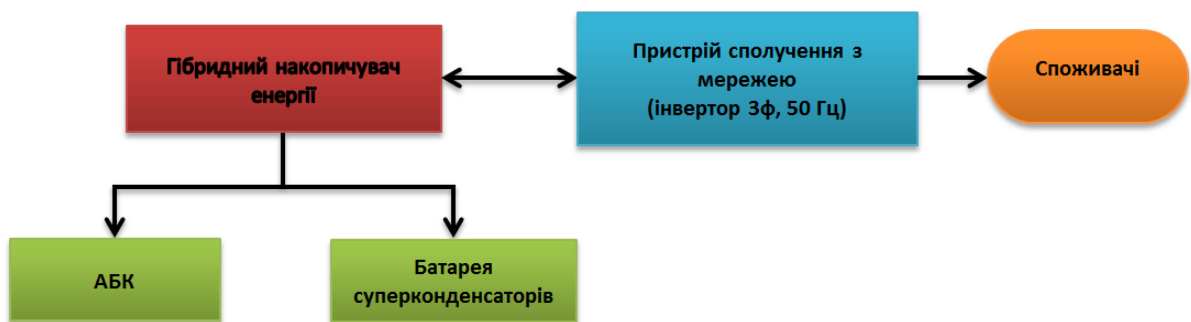 Гібридний накопичувач
енергії
Пристрій сполучення з
мережею
(інвертор 3ф, 50 Гц)
Споживачі
АБК
Батарея
суперконденсаторів